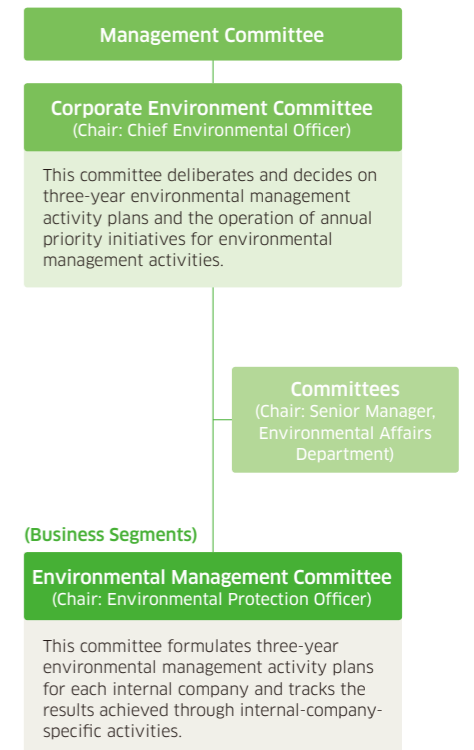 Management Committee
Corporate Environment Committee
(Chair: Chief Environmental Officer)
This committee deliberates and decides on
three-year environmental management
activity plans and the operation of annual
priority initiatives for environmental
management activities.
Committees
(Chair: Senior Manager,
Environmental Affairs
Department)
(Business Segments)
Environmental Management Committee
(Chair: Environmental Protection Officer)
This committee formulates three-year
environmental management activity plans
for each internal company and tracks the
results achieved through internal-company-
specific activities.